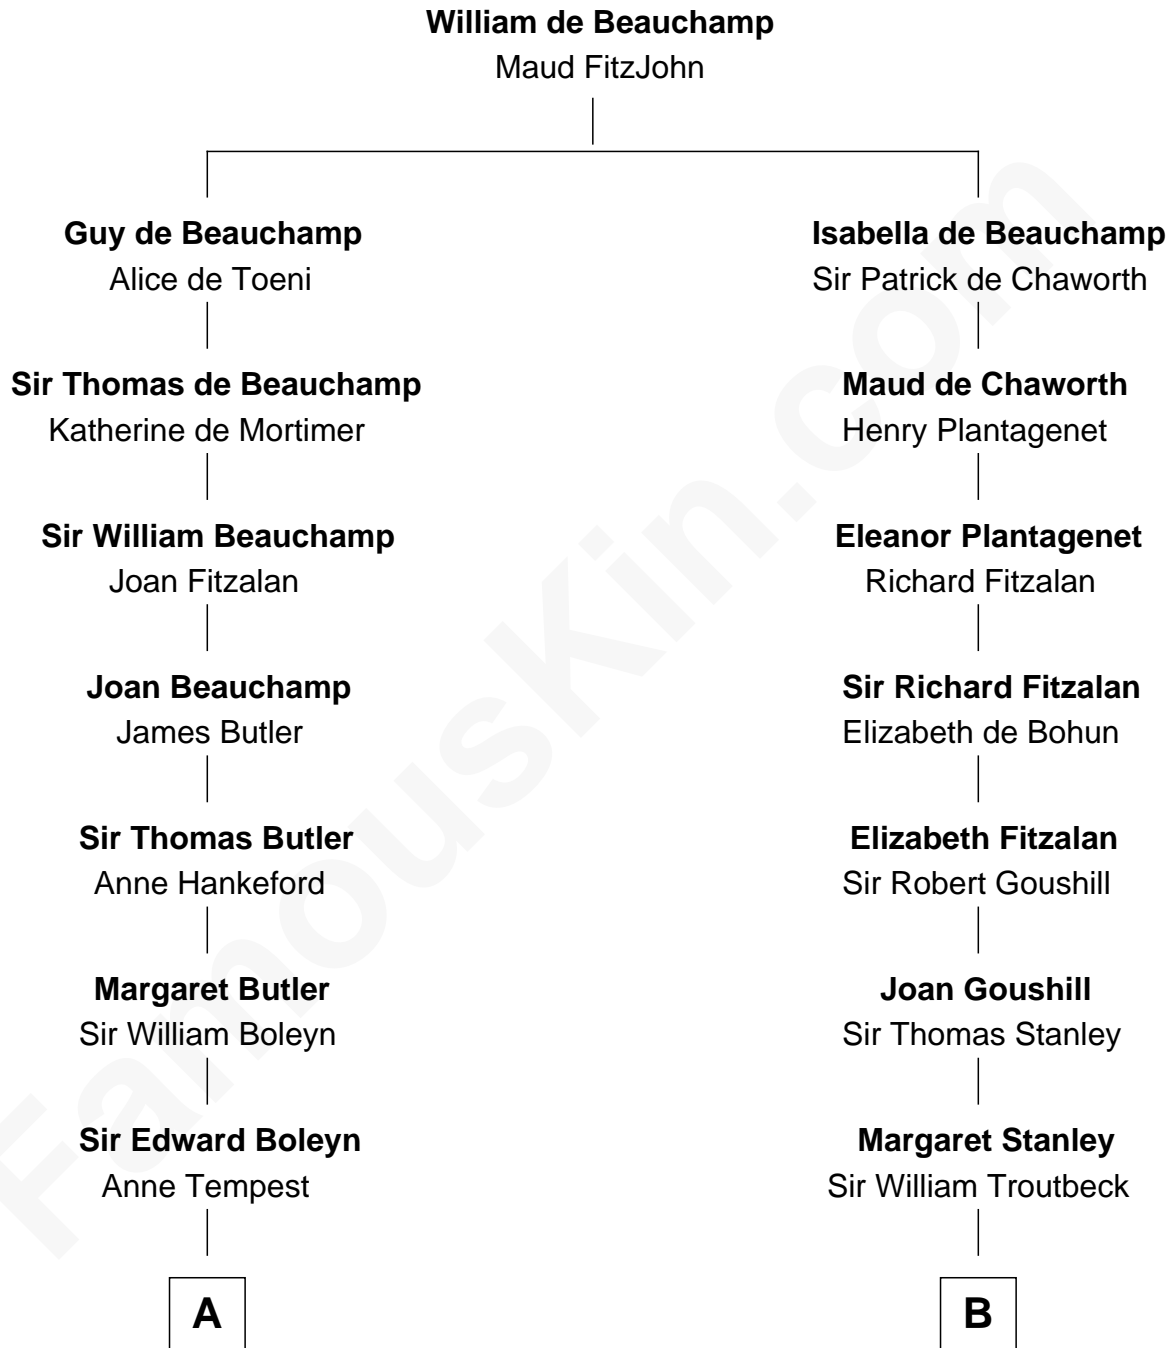 William de Beauchamp
Maud FitzJohn
Guy de Beauchamp
Alice de Toeni
Isabella de Beauchamp
Sir Patrick de Chaworth
Sir Thomas de Beauchamp
Katherine de Mortimer
Maud de Chaworth
Henry Plantagenet
Sir William Beauchamp
Joan Fitzalan
Eleanor Plantagenet
Richard Fitzalan
Joan Beauchamp
James Butler
Sir Richard Fitzalan
Elizabeth de Bohun
Sir Thomas Butler
Anne Hankeford
Elizabeth Fitzalan
Sir Robert Goushill
Margaret Butler
Sir William Boleyn
Joan Goushill
Sir Thomas Stanley
Sir Edward Boleyn
Anne Tempest
Margaret Stanley
Sir William Troutbeck
A
B
FamousKin.com